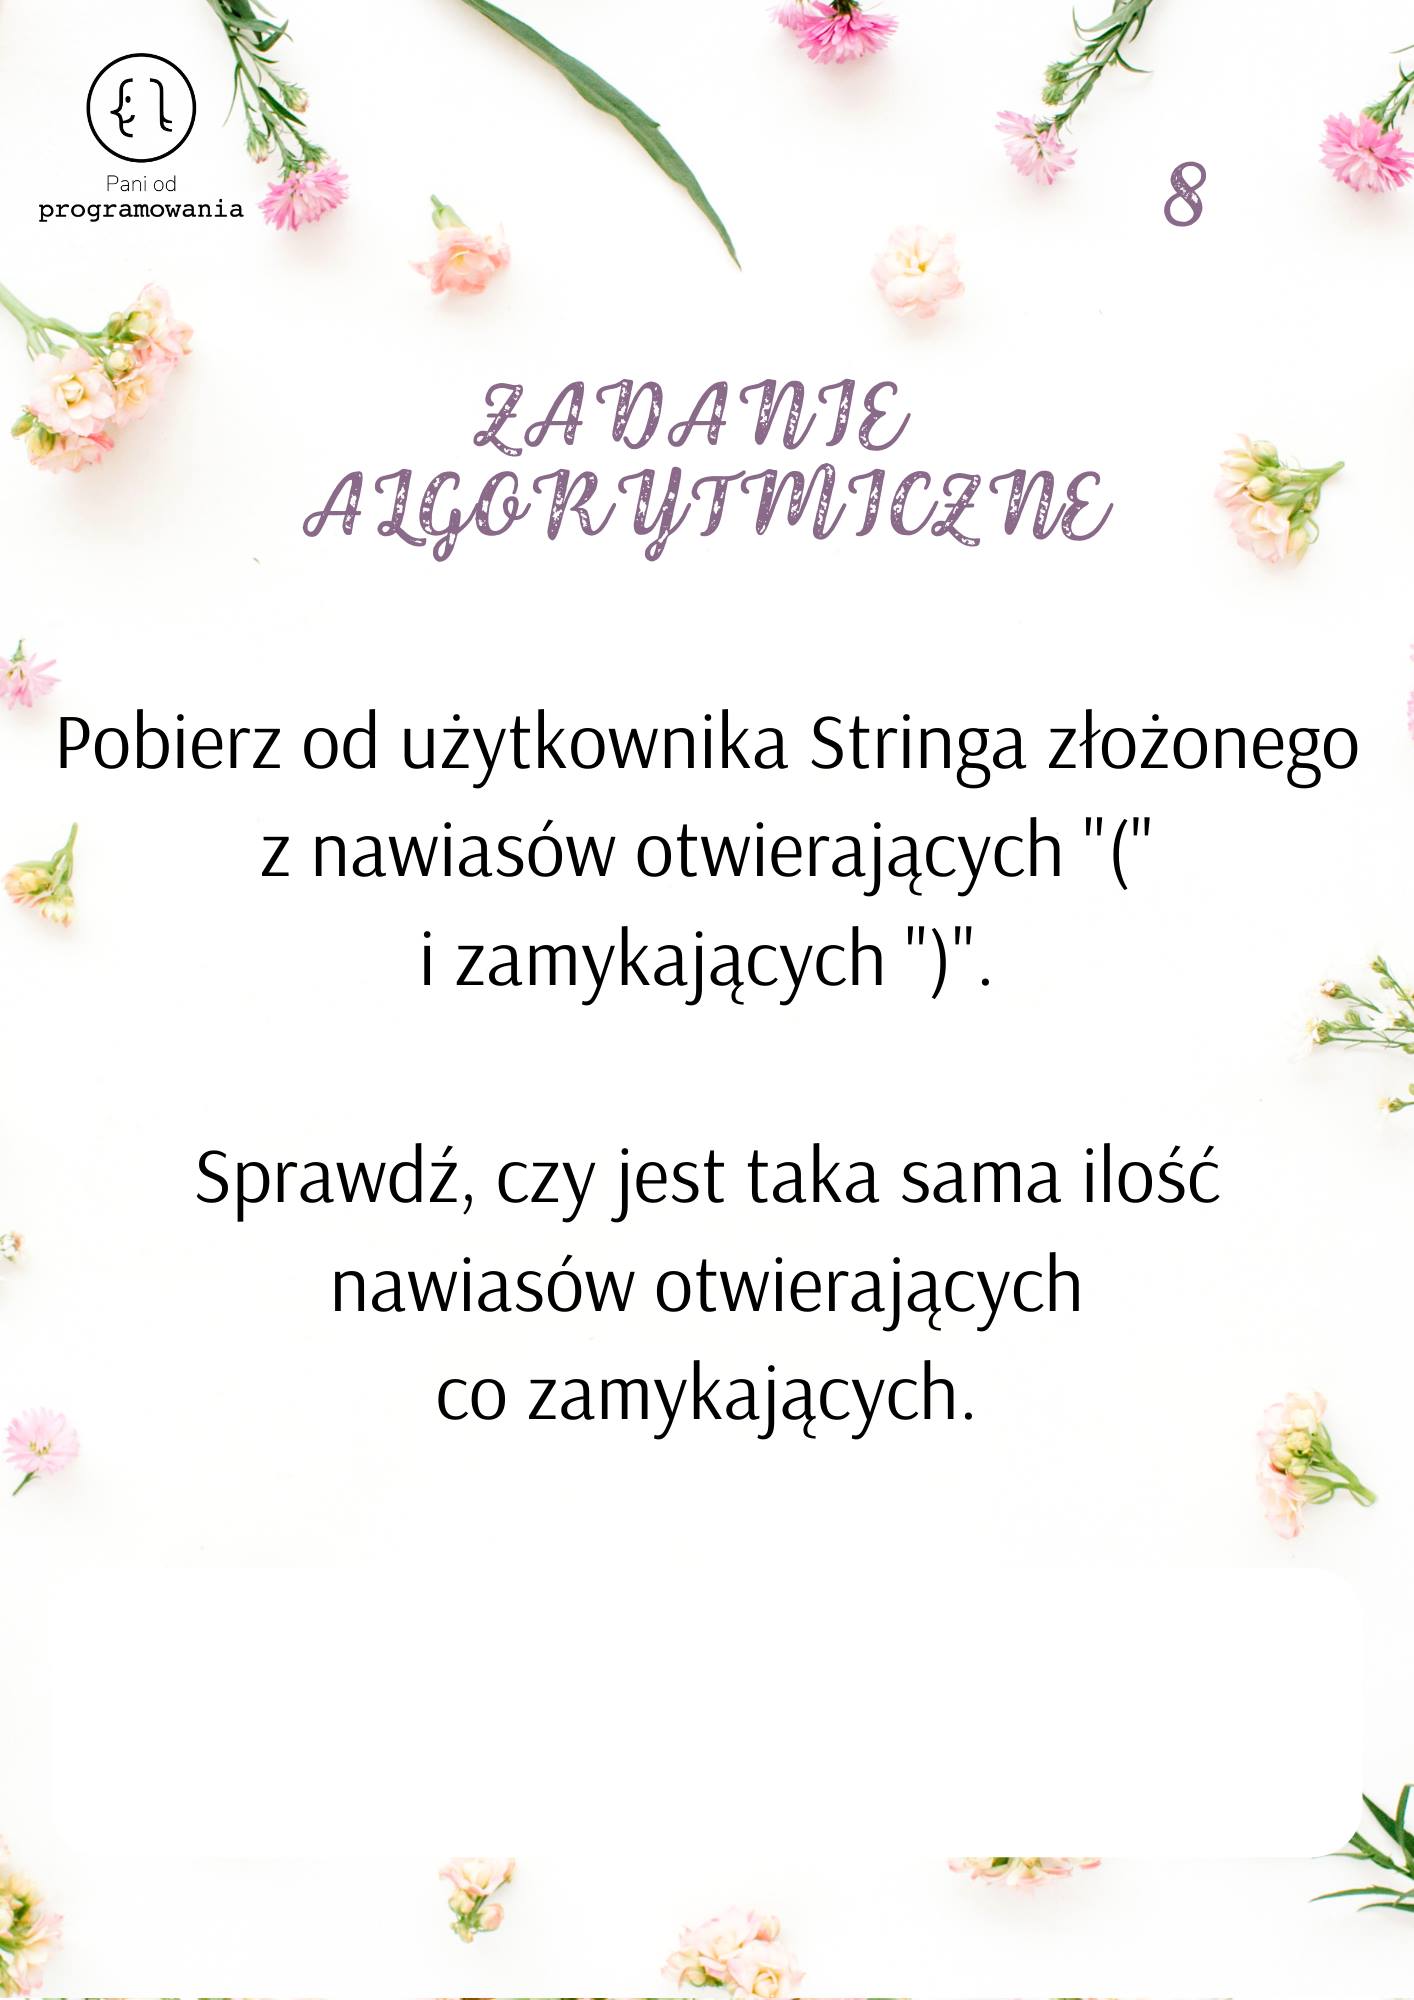 Pani od
programowania
8
ZADANIE
ALGORYTMICZNE
Pobierz od użytkownika Stringa złożonego
z nawiasów otwierających "("
i zamykających ")".
Sprawdź, czy jest taka sama ilość
nawiasów otwierających
co zamykających.